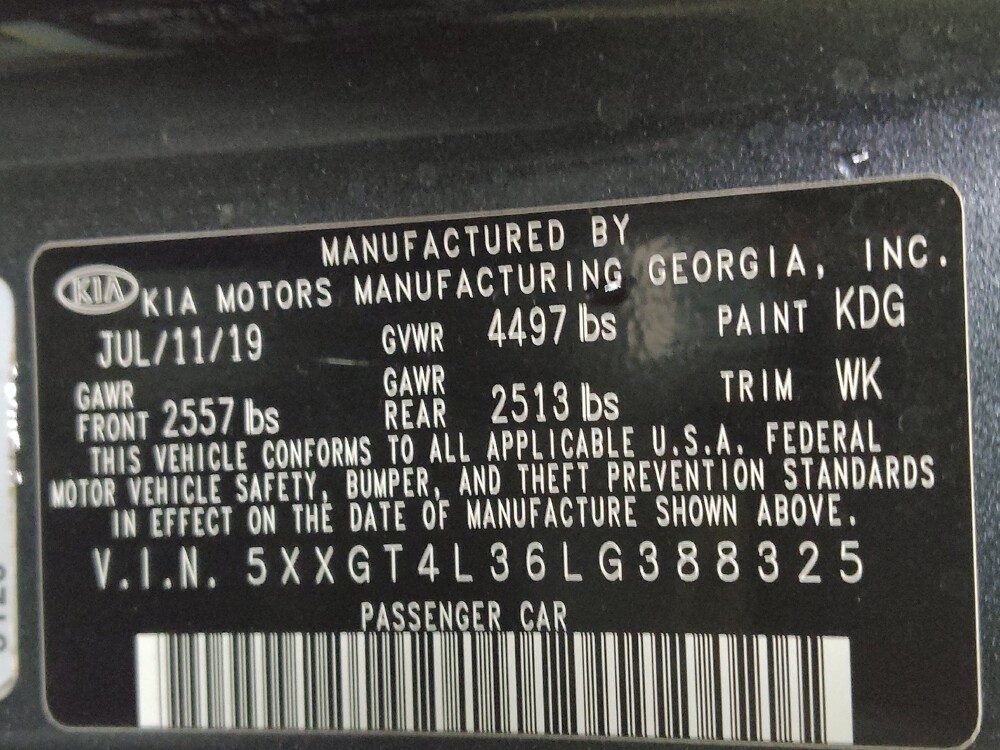 MANUFACTURED BY
KIA KIA MOTORS MANUFACTURING GEORGIA, INC.
JUL/11/19 GVWR 4497 lbs PAINT KDG
GAWR FRONT 2557 lbs GAWR REAR 2513 lbs TRIM WK
THIS VEHICLE CONFORMS TO ALL APPLICABLE U.S.A. FEDERAL
MOTOR VEHICLE SAFETY, BUMPER, AND THEFT PREVENTION STANDARDS
IN EFFECT ON THE DATE OF MANUFACTURE SHOWN ABOVE.
V.I.N. 5XXGT4L36LG388325
PASSENGER CAR